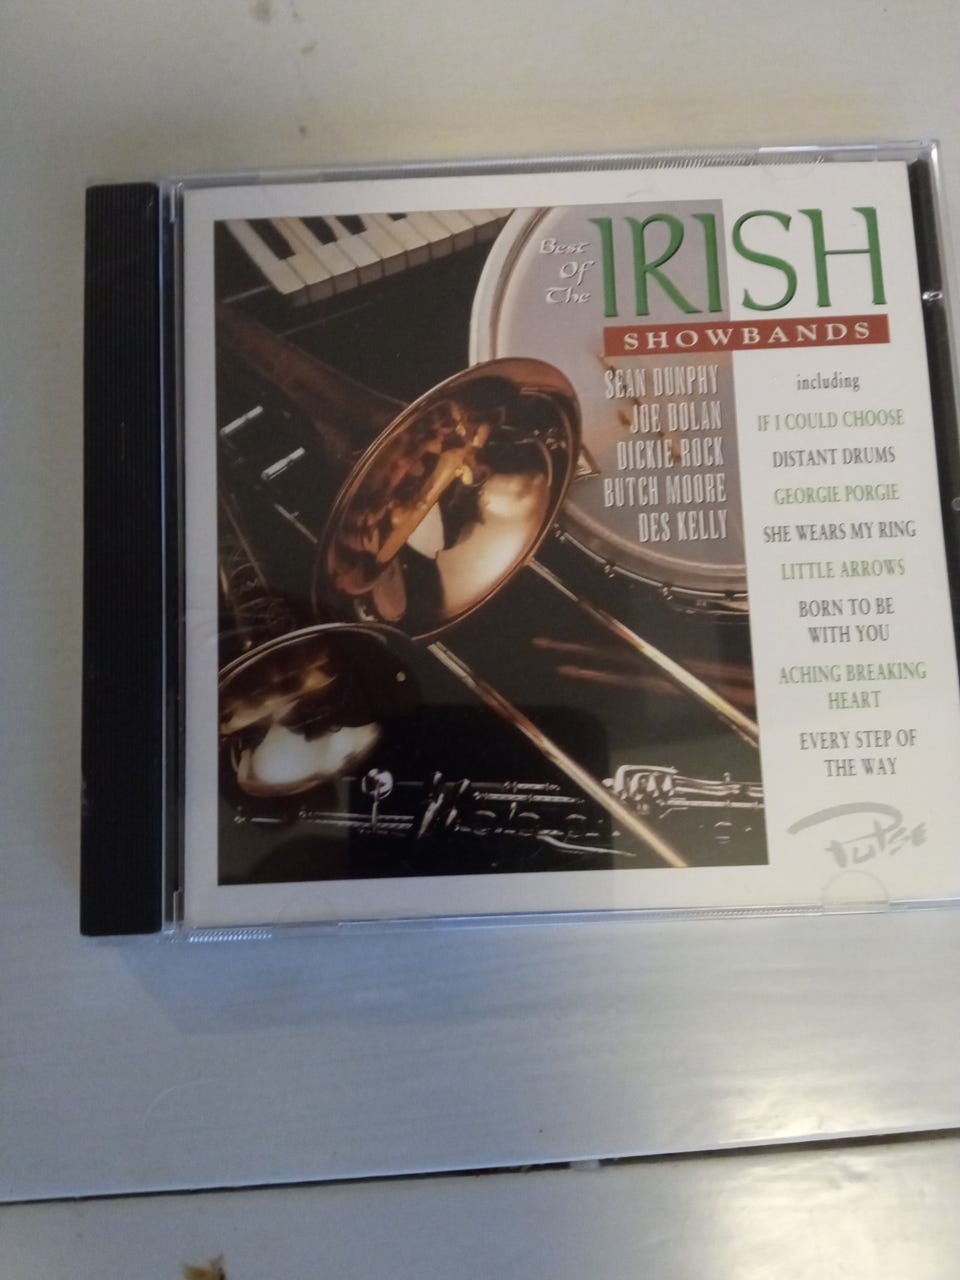 Best
Of
The
IRISH
SHOWBANDS
SEAN DUNPHY
JOE DOLAN
DICKIE ROCK
BUTCH MOORE
DES KELLY
including
IF I COULD CHOOSE
DISTANT DRUMS
GEORGIE PORGIE
SHE WEARS MY RING
LITTLE ARROWS
BORN TO BE
WITH YOU
ACHING BREAKING
HEART
EVERY STEP OF
THE WAY
PULSE